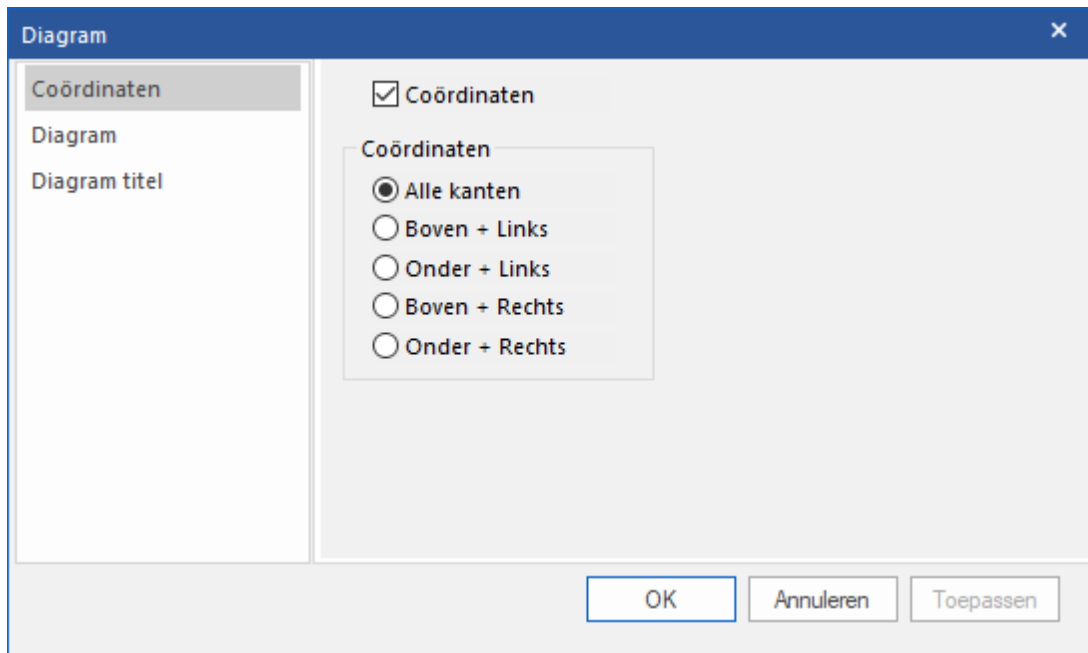 Diagram
Coördinaten
Diagram
Diagram titel
Coördinaten
Coördinaten
Alle kanten
Boven + Links
Onder + Links
Boven + Rechts
Onder + Rechts
OK
Annuleren
Toepassen